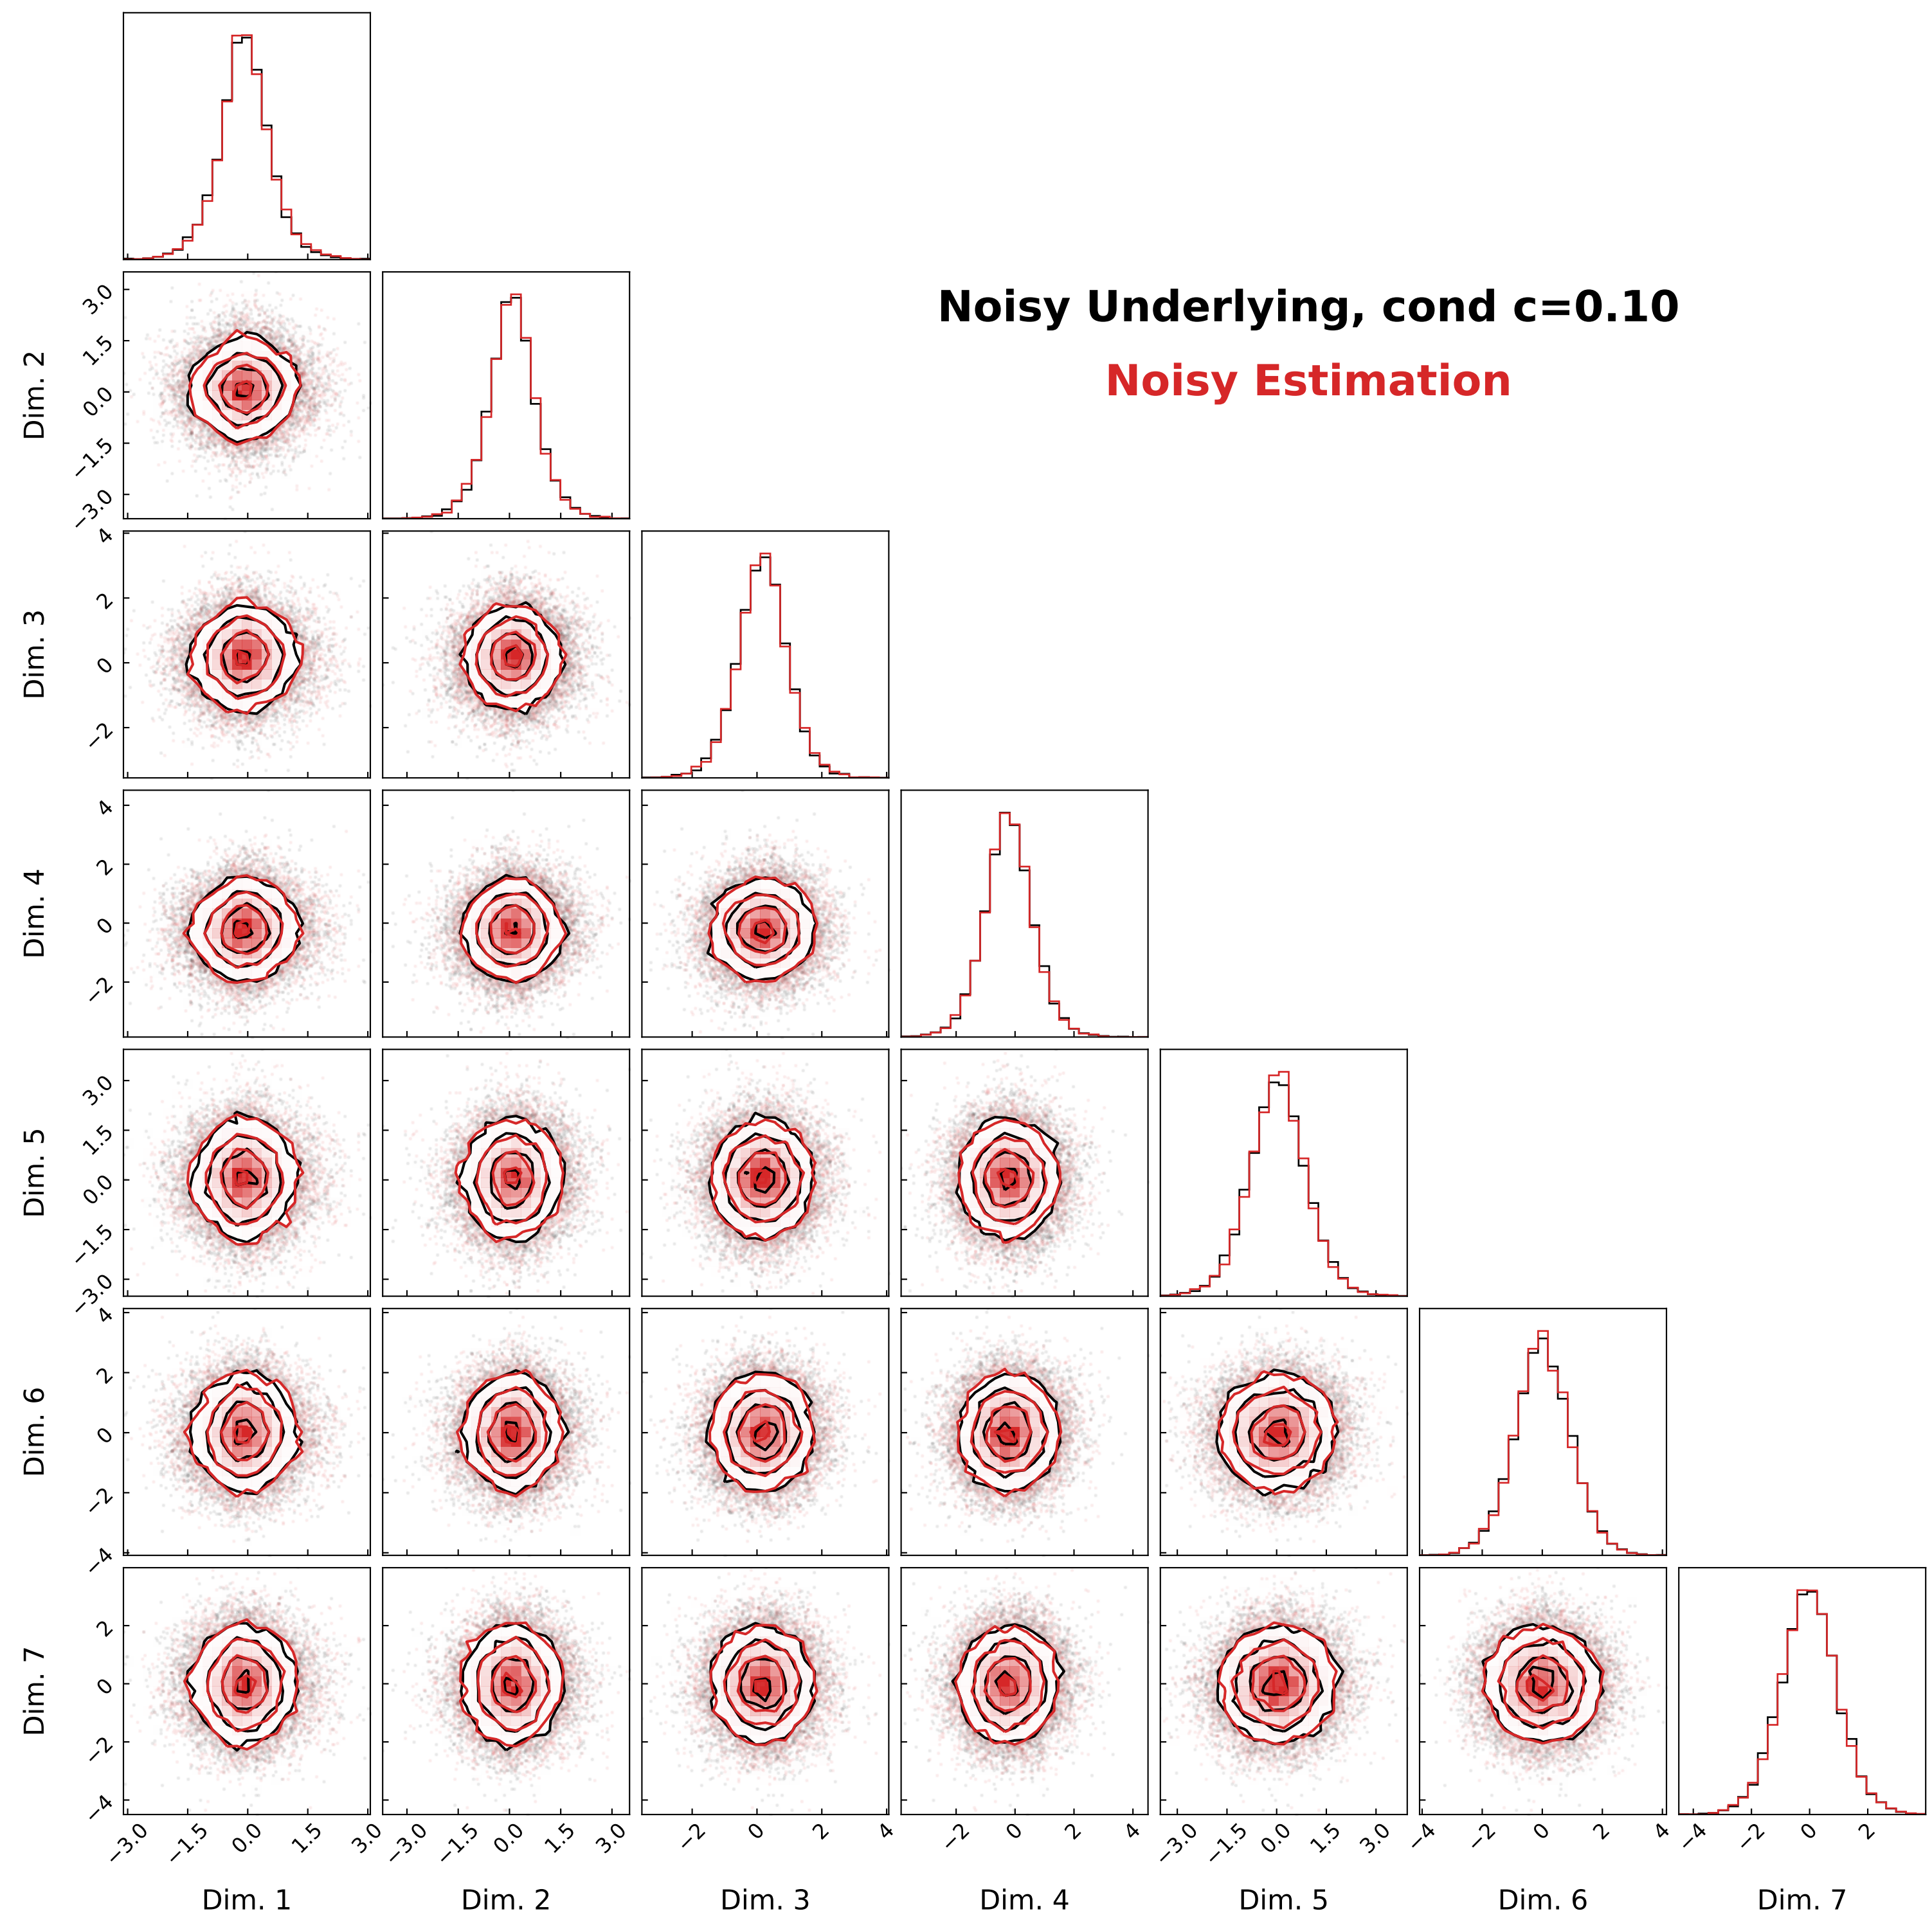 Noisy Underlying, cond c=0.10
Noisy Estimation
3.0
1.5
0.0
−1.5
−3.0
Dim. 2
4
2
0
−2
Dim. 3
4
2
0
−2
Dim. 4
3.0
1.5
0.0
−1.5
−3.0
Dim. 5
4
2
0
−2
−4
Dim. 6
2
0
−2
−4
Dim. 7
−3.0 −1.5 0.0 1.5 3.0 −3.0 −1.5 0.0 1.5 3.0 −2 0 2 4 −2 0 2 4 −3.0 −1.5 0.0 1.5 3.0 −4 −2 0 2 4 −4 −2 0 2
Dim. 1 Dim. 2 Dim. 3 Dim. 4 Dim. 5 Dim. 6 Dim. 7